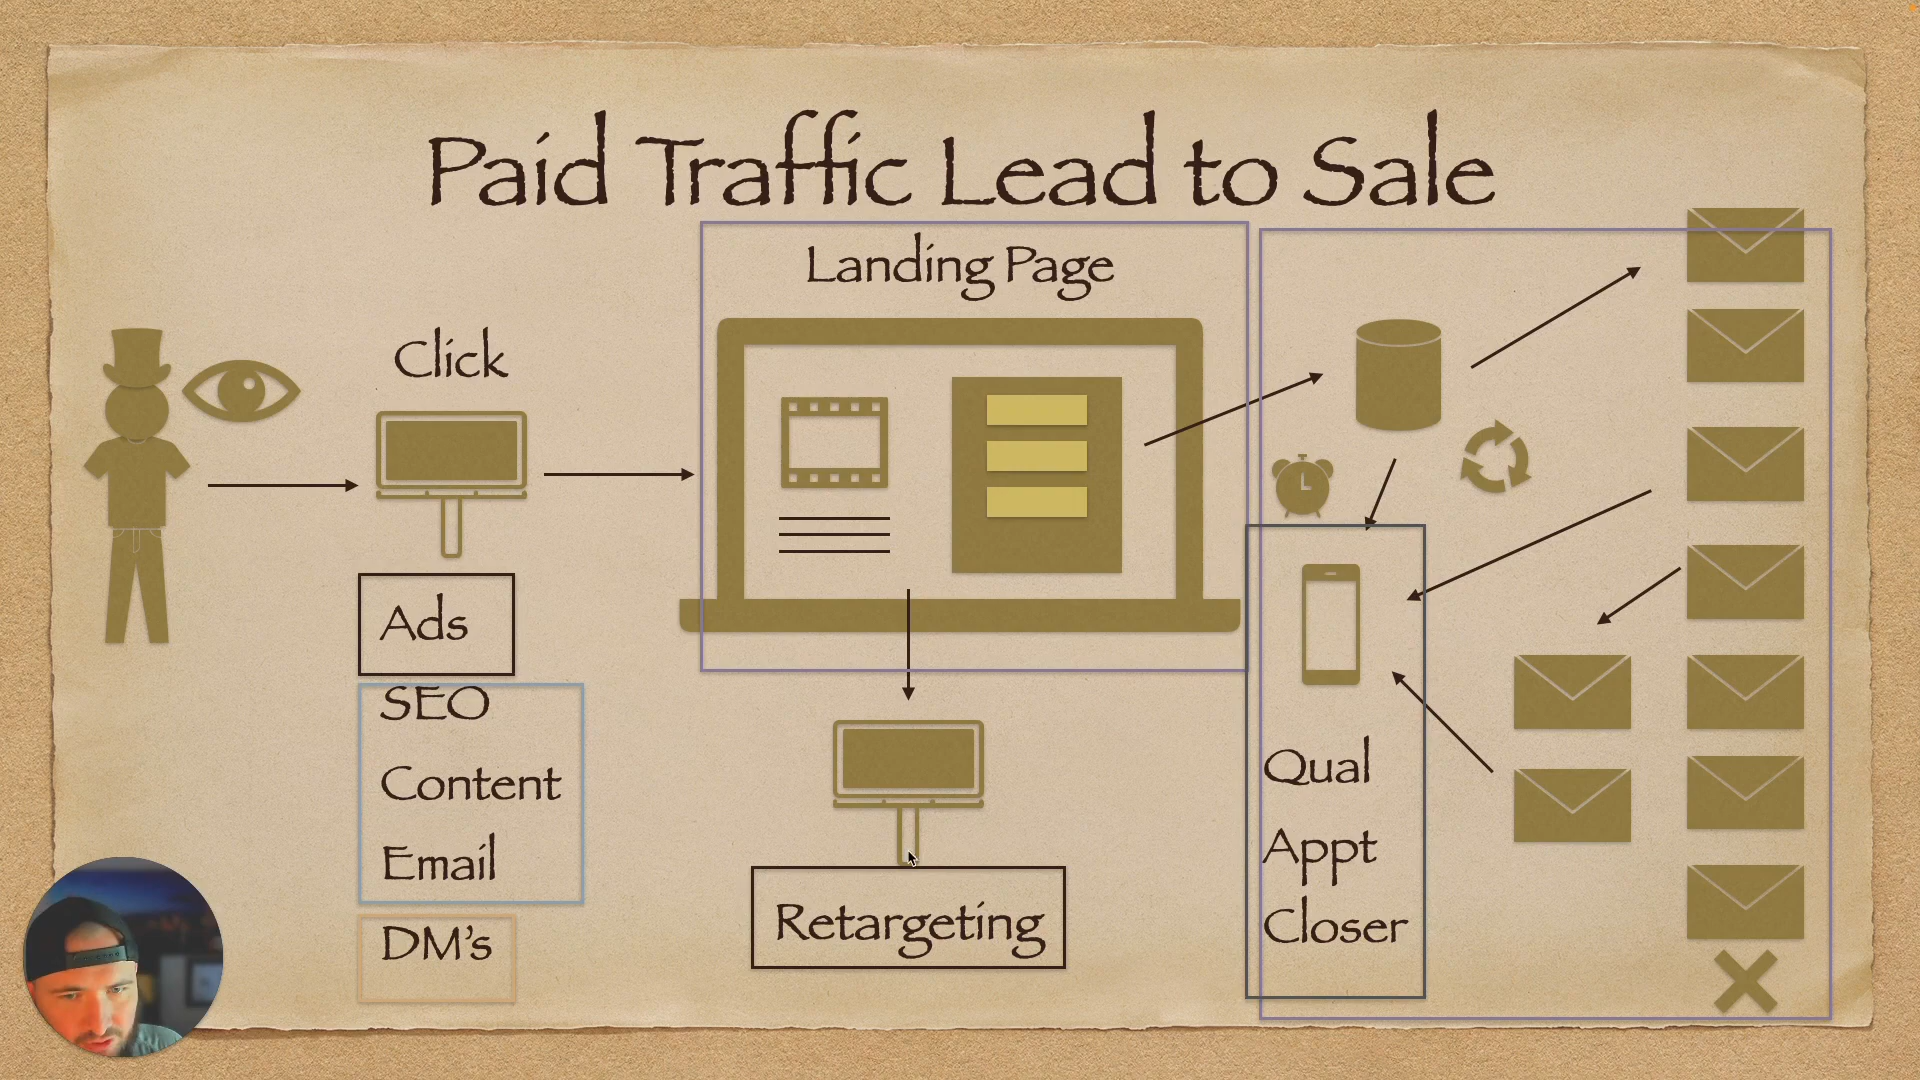 Paid Traffic Lead to Sale
Landing Page
Click
Ads
SEO
Content
Email
DM's
Retargeting
Qual
Appt
Closer